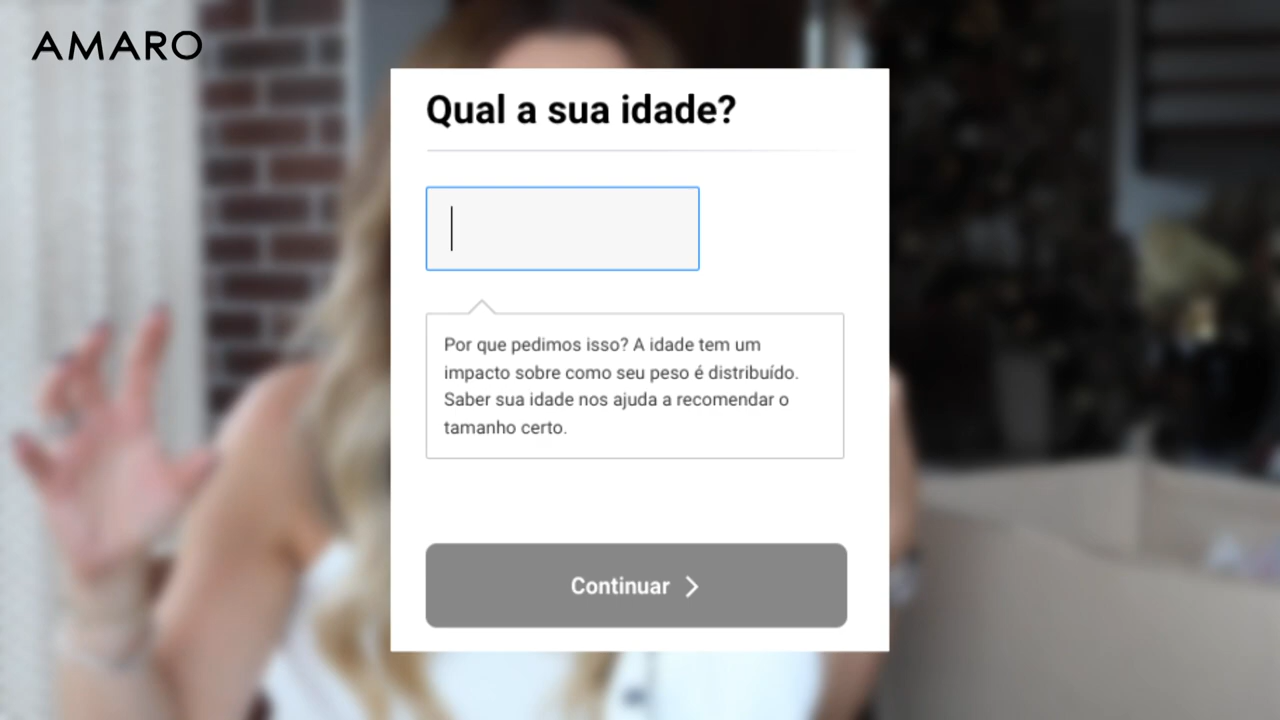 AMARO
Qual a sua idade?
Por que pedimos isso? A idade tem um
impacto sobre como seu peso é distribuído.
Saber sua idade nos ajuda a recomendar o
tamanho certo.
Continuar